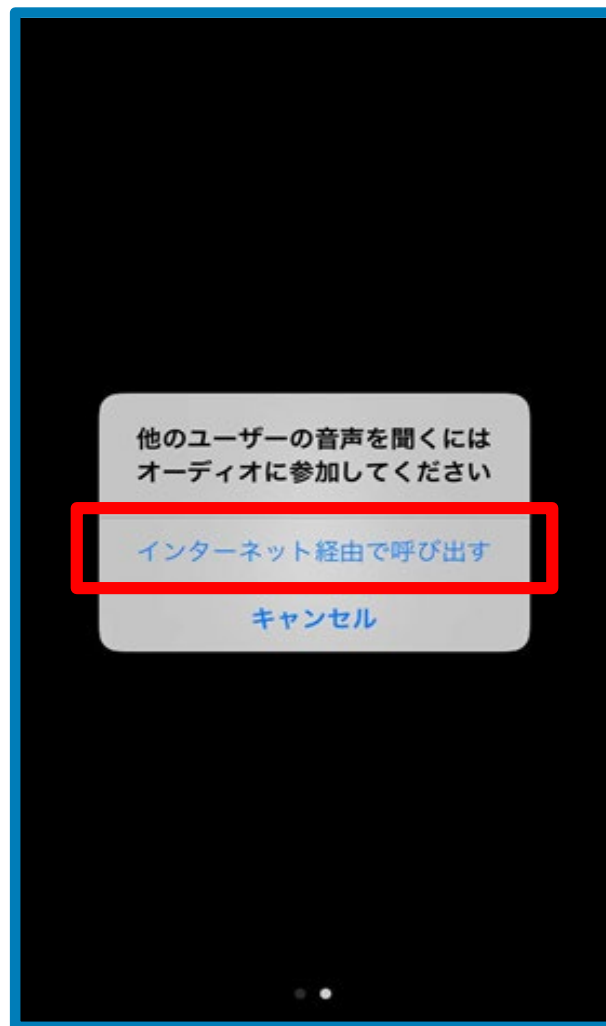 他のユーザーの音声を聞くには
オーディオに参加してください
インターネット経由で呼び出す
キャンセル